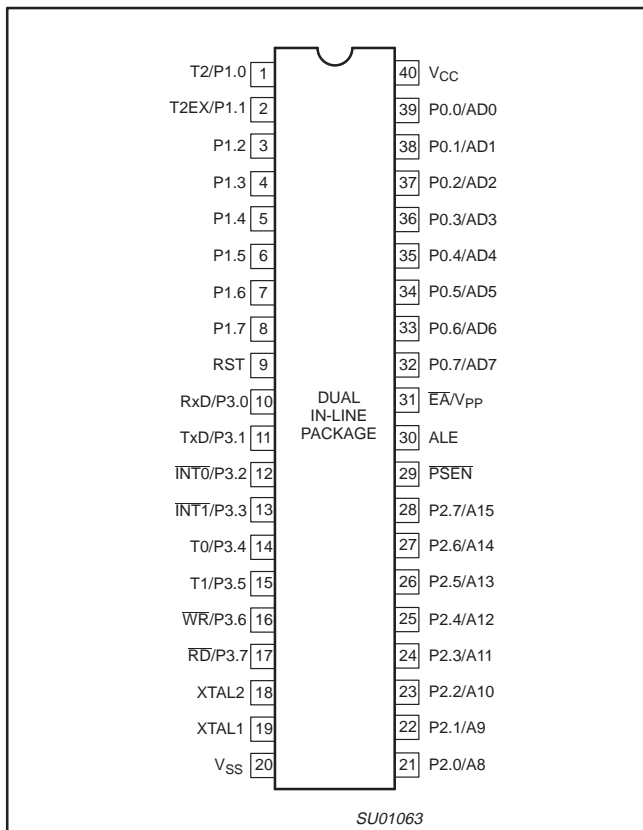 T2/P1.0 1
T2EX/P1.1 2
P1.2 3
P1.3 4
P1.4 5
P1.5 6
P1.6 7
P1.7 8
RST 9
RxD/P3.0 10
TxD/P3.1 11
I̅N̅T̅0̅/P3.2 12
I̅N̅T̅1̅/P3.3 13
T0/P3.4 14
T1/P3.5 15
W̅R̅/P3.6 16
R̅D̅/P3.7 17
XTAL2 18
XTAL1 19
VSS 20
DUAL
IN-LINE
PACKAGE
40 VCC
39 P0.0/AD0
38 P0.1/AD1
37 P0.2/AD2
36 P0.3/AD3
35 P0.4/AD4
34 P0.5/AD5
33 P0.6/AD6
32 P0.7/AD7
31 E̅A̅/VPP
30 ALE
29 P̅S̅E̅N̅
28 P2.7/A15
27 P2.6/A14
26 P2.5/A13
25 P2.4/A12
24 P2.3/A11
23 P2.2/A10
22 P2.1/A9
21 P2.0/A8
SU01063